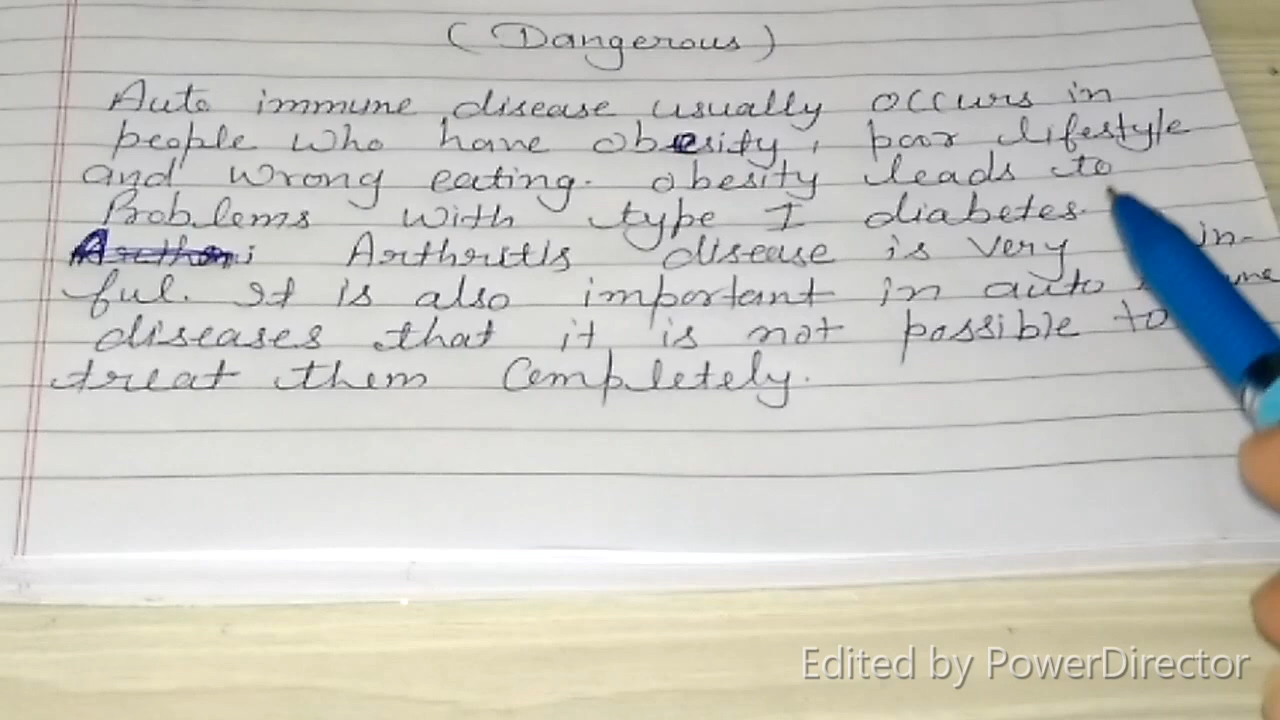 (Dangerous)
Auto immune disease usually occurs in
people who have obesity, poor lifestyle
and wrong eating. obesity leads to
Problems with type I diabetes.
Arthritis disease is very in-
ful. It is also important in auto
diseases that it is not possible to
treat them Completely.
Edited by PowerDirector